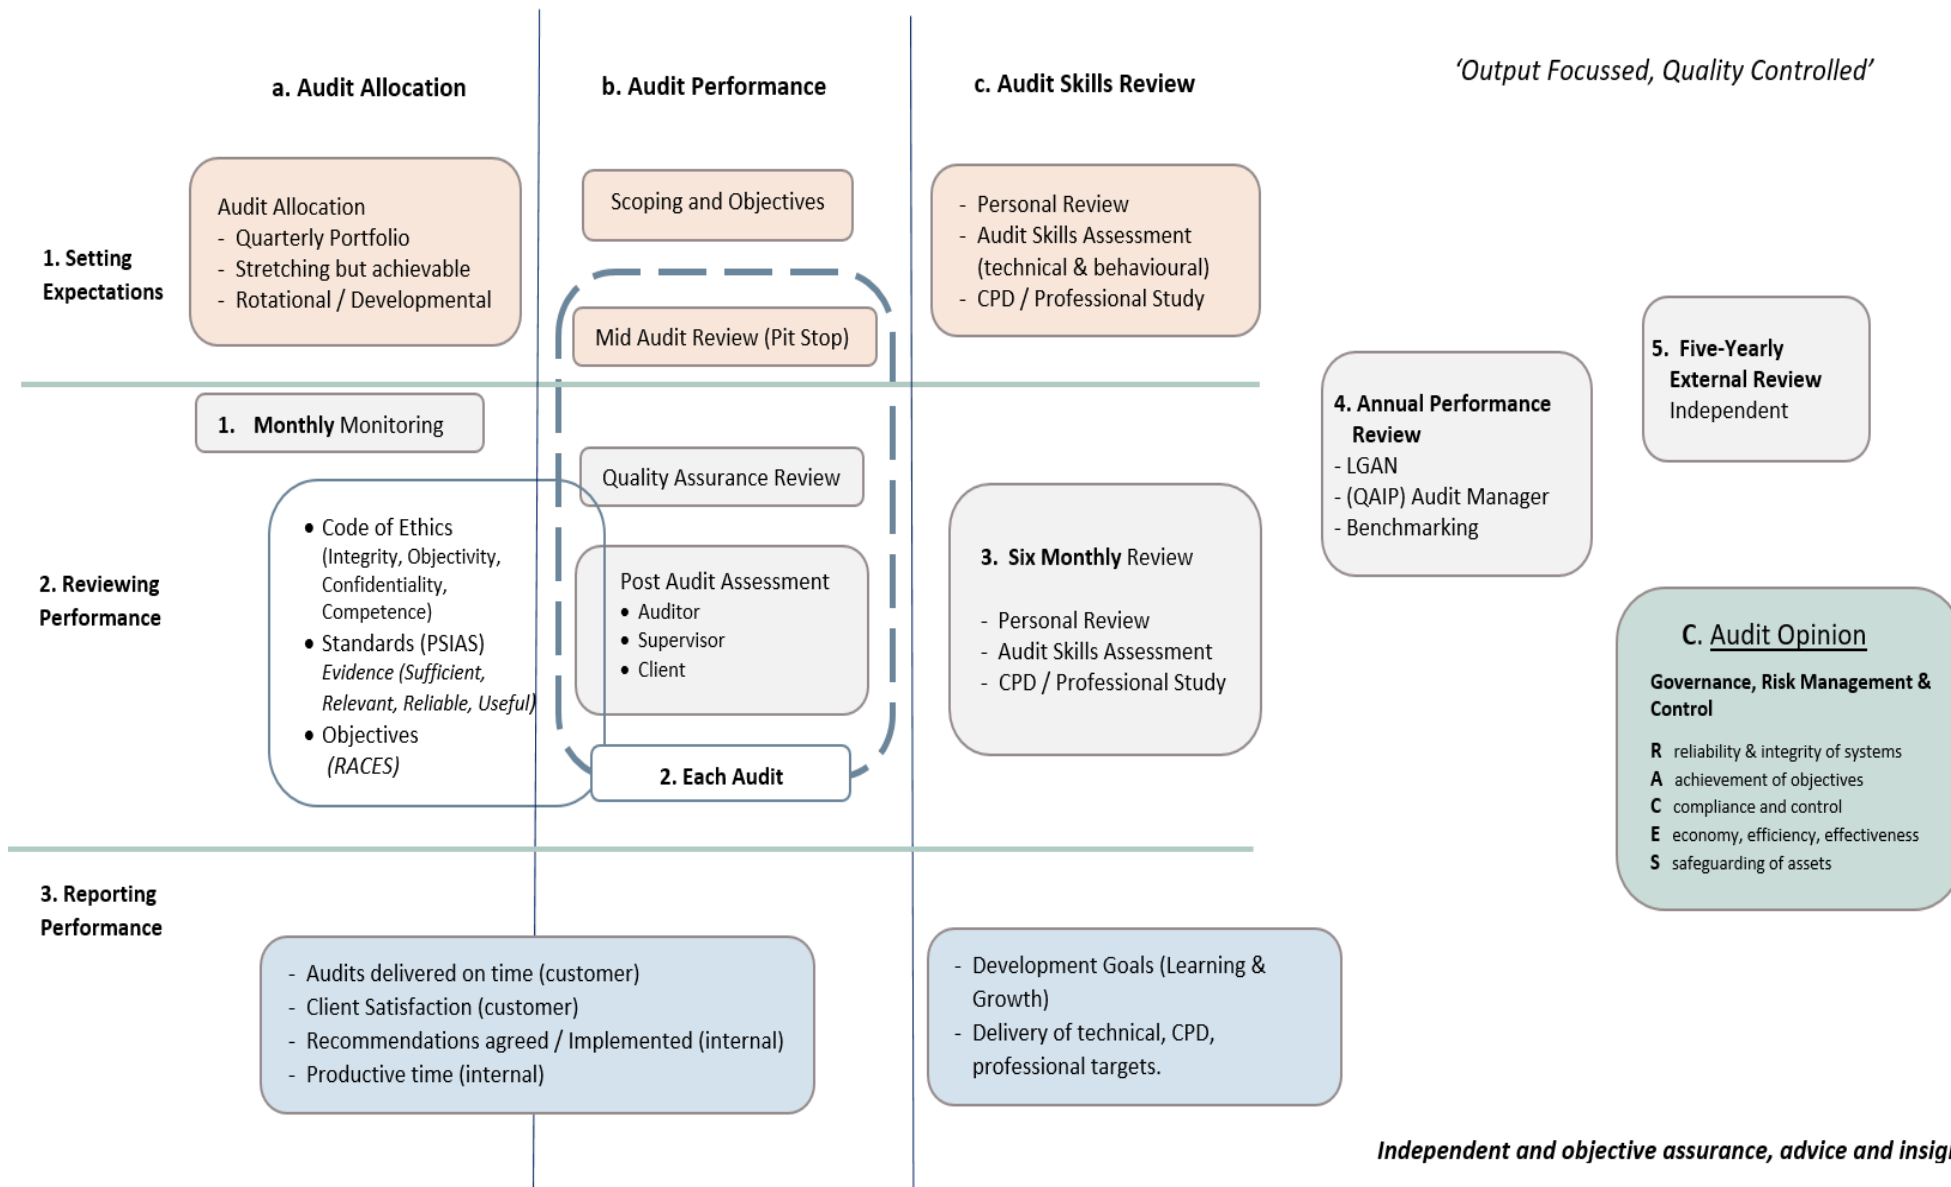 a. Audit Allocation
b. Audit Performance
c. Audit Skills Review
‘Output Focussed, Quality Controlled’
1. Setting
Expectations
Audit Allocation
- Quarterly Portfolio
- Stretching but achievable
- Rotational / Developmental
Scoping and Objectives
Mid Audit Review (Pit Stop)
- Personal Review
- Audit Skills Assessment
(technical & behavioural)
- CPD / Professional Study
2. Reviewing
Performance
1. Monthly Monitoring
• Code of Ethics
(Integrity, Objectivity,
Confidentiality,
Competence)
• Standards (PSIAS)
Evidence (Sufficient,
Relevant, Reliable, Useful)
• Objectives
(RACES)
Quality Assurance Review
Post Audit Assessment
• Auditor
• Supervisor
• Client
2. Each Audit
3. Six Monthly Review
- Personal Review
- Audit Skills Assessment
- CPD / Professional Study
4. Annual Performance
Review
- LGAN
- (QAIP) Audit Manager
- Benchmarking
5. Five-Yearly
External Review
Independent
C. Audit Opinion
Governance, Risk Management &
Control
R reliability & integrity of systems
A achievement of objectives
C compliance and control
E economy, efficiency, effectiveness
S safeguarding of assets
3. Reporting
Performance
- Audits delivered on time (customer)
- Client Satisfaction (customer)
- Recommendations agreed / Implemented (internal)
- Productive time (internal)
- Development Goals (Learning &
Growth)
- Delivery of technical, CPD,
professional targets.
Independent and objective assurance, advice and